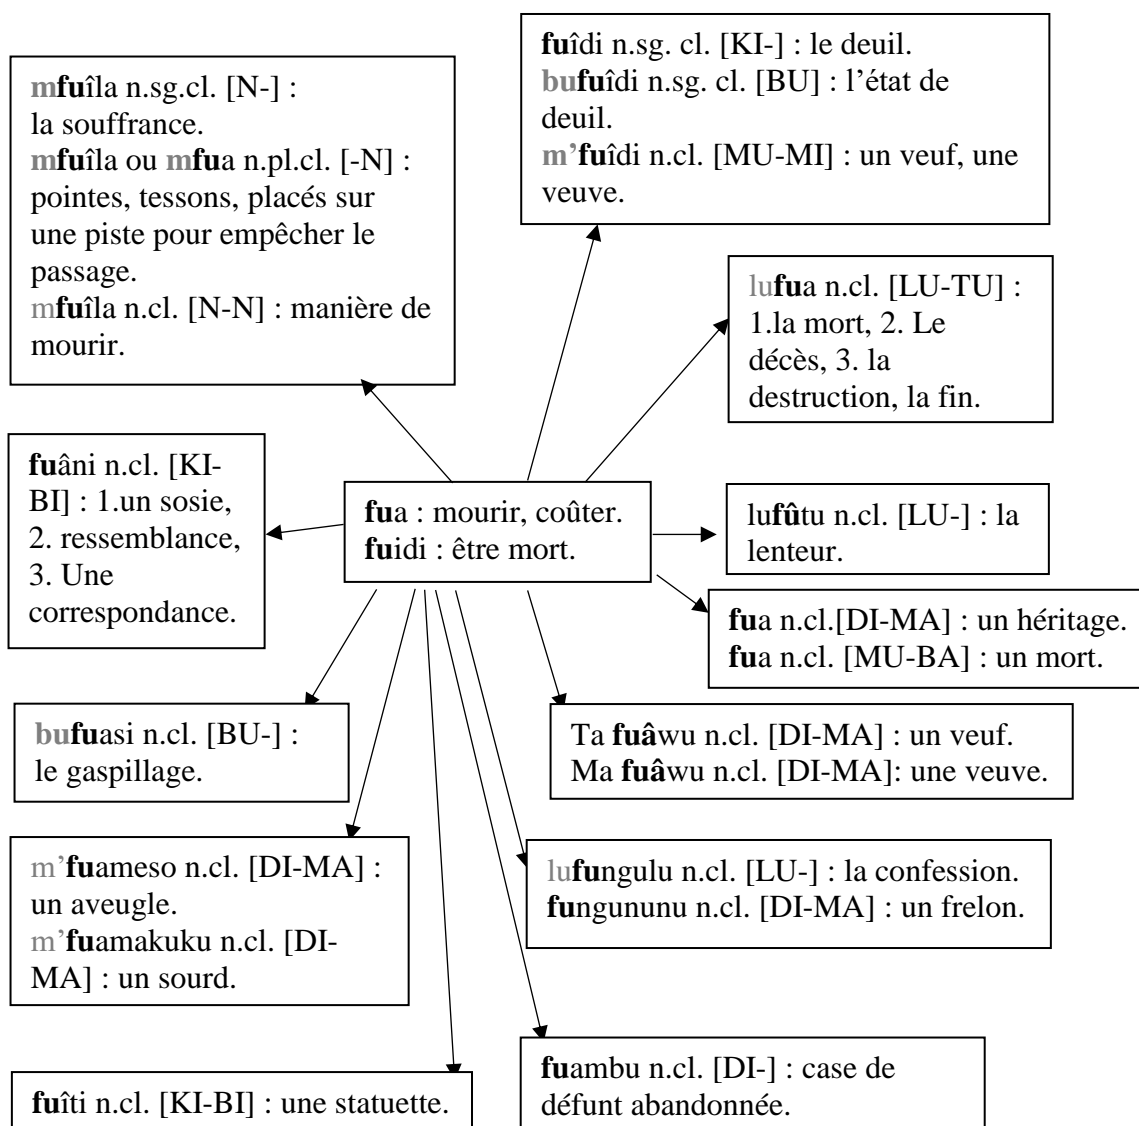 fuîdi n.sg. cl. [KI-] : le deuil.
bufuîdi n.sg. cl. [BU] : l’état de
deuil.
m’fuîdi n.cl. [MU-MI] : un veuf, une
veuve.
mfuîla n.sg.cl. [N-] :
la souffrance.
mfuîla ou mfua n.pl.cl. [-N] :
pointes, tessons, placés sur
une piste pour empêcher le
passage.
mfuîla n.cl. [N-N] : manière de
mourir.
lufua n.cl. [LU-TU] :
1.la mort, 2. Le
décès, 3. la
destruction, la fin.
fuâni n.cl. [KI-
BI] : 1.un sosie,
2. ressemblance,
3. Une
correspondance.
fua : mourir, coûter.
fuidi : être mort.
lufûtu n.cl. [LU-] : la
lenteur.
fua n.cl.[DI-MA] : un héritage.
fua n.cl. [MU-BA] : un mort.
bufuasi n.cl. [BU-] :
le gaspillage.
Ta fuâwu n.cl. [DI-MA] : un veuf.
Ma fuâwu n.cl. [DI-MA]: une veuve.
m’fuameso n.cl. [DI-MA] :
un aveugle.
m’fuamakuku n.cl. [DI-
MA] : un sourd.
lufungulu n.cl. [LU-] : la confession.
fungununu n.cl. [DI-MA] : un frelon.
fuîti n.cl. [KI-BI] : une statuette.
fuambu n.cl. [DI-] : case de
défunt abandonnée.